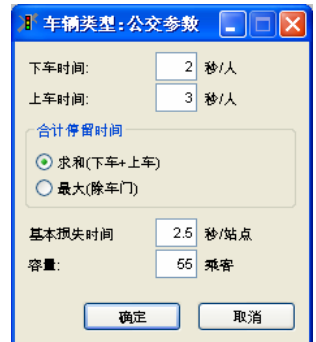 车辆类型:公交参数
下车时间: 2 秒/人
上车时间: 3 秒/人
合计停留时间
求和(下车+上车)
最大(除车门)
基本损失时间 2.5 秒/站点
容量: 55 乘客
确定 取消